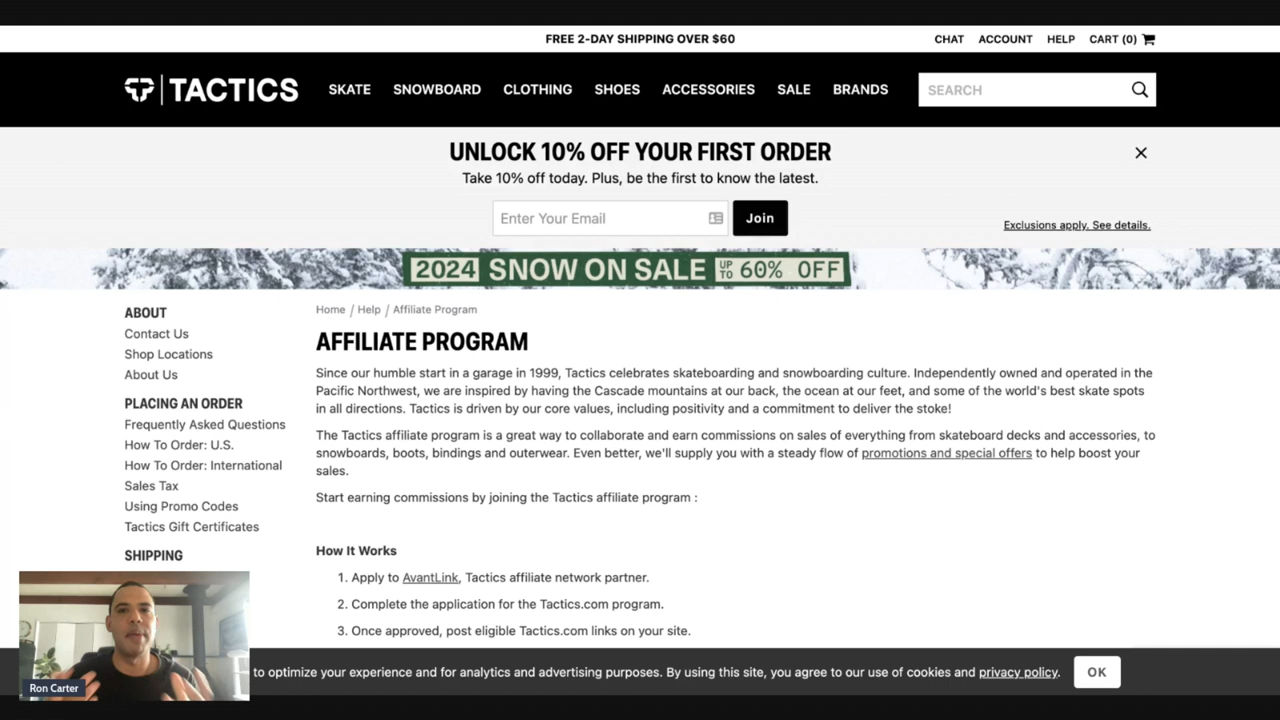 FREE 2-DAY SHIPPING OVER $60
CHAT ACCOUNT HELP CART (0)
TACTICS
SKATE SNOWBOARD CLOTHING SHOES ACCESSORIES SALE BRANDS
SEARCH
UNLOCK 10% OFF YOUR FIRST ORDER
Take 10% off today. Plus, be the first to know the latest.
Enter Your Email
Join
Exclusions apply. See details.
2024 SNOW ON SALE UP TO 60% OFF
ABOUT
Contact Us
Shop Locations
About Us
PLACING AN ORDER
Frequently Asked Questions
How To Order: U.S.
How To Order: International
Sales Tax
Using Promo Codes
Tactics Gift Certificates
SHIPPING
Home / Help / Affiliate Program
AFFILIATE PROGRAM
Since our humble start in a garage in 1999, Tactics celebrates skateboarding and snowboarding culture. Independently owned and operated in the
Pacific Northwest, we are inspired by having the Cascade mountains at our back, the ocean at our feet, and some of the world's best skate spots
in all directions. Tactics is driven by our core values, including positivity and a commitment to deliver the stoke!
The Tactics affiliate program is a great way to collaborate and earn commissions on sales of everything from skateboard decks and accessories, to
snowboards, boots, bindings and outerwear. Even better, we'll supply you with a steady flow of promotions and special offers to help boost your
sales.
Start earning commissions by joining the Tactics affiliate program :
How It Works
1. Apply to AvantLink, Tactics affiliate network partner.
2. Complete the application for the Tactics.com program.
3. Once approved, post eligible Tactics.com links on your site.
to optimize your experience and for analytics and advertising purposes. By using this site, you agree to our use of cookies and privacy policy.
OK
Ron Carter